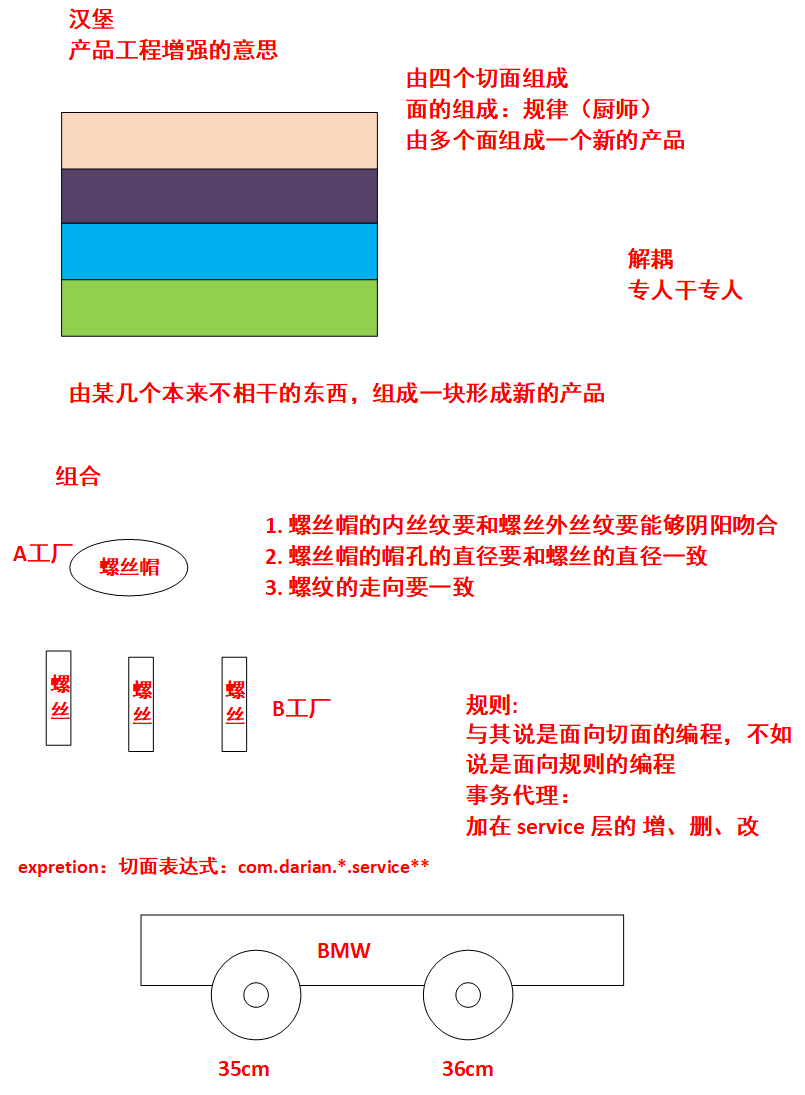 汉堡
产品工程增强的意思
由四个切面组成
面的组成：规律（厨师）
由多个面组成一个新的产品
解耦
专人干专人
由某几个本来不相干的东西，组成一块形成新的产品
组合
A工厂
螺丝帽
1. 螺丝帽的内丝纹要和螺丝外丝纹要能够阴阳吻合
2. 螺丝帽的帽孔的直径要和螺丝的直径一致
3. 螺纹的走向要一致
螺丝
螺丝
螺丝
B工厂
规则：
与其说是面向切面的编程，不如
说是面向规则的编程
事务代理：
加在 service 层的 增、删、改
expretion：切面表达式：com.darian.*.service**
BMW
35cm
36cm